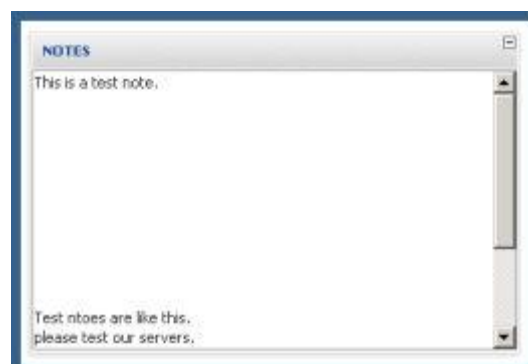 NOTES
This is a test note.
Test ntoes are like this.
please test our servers.